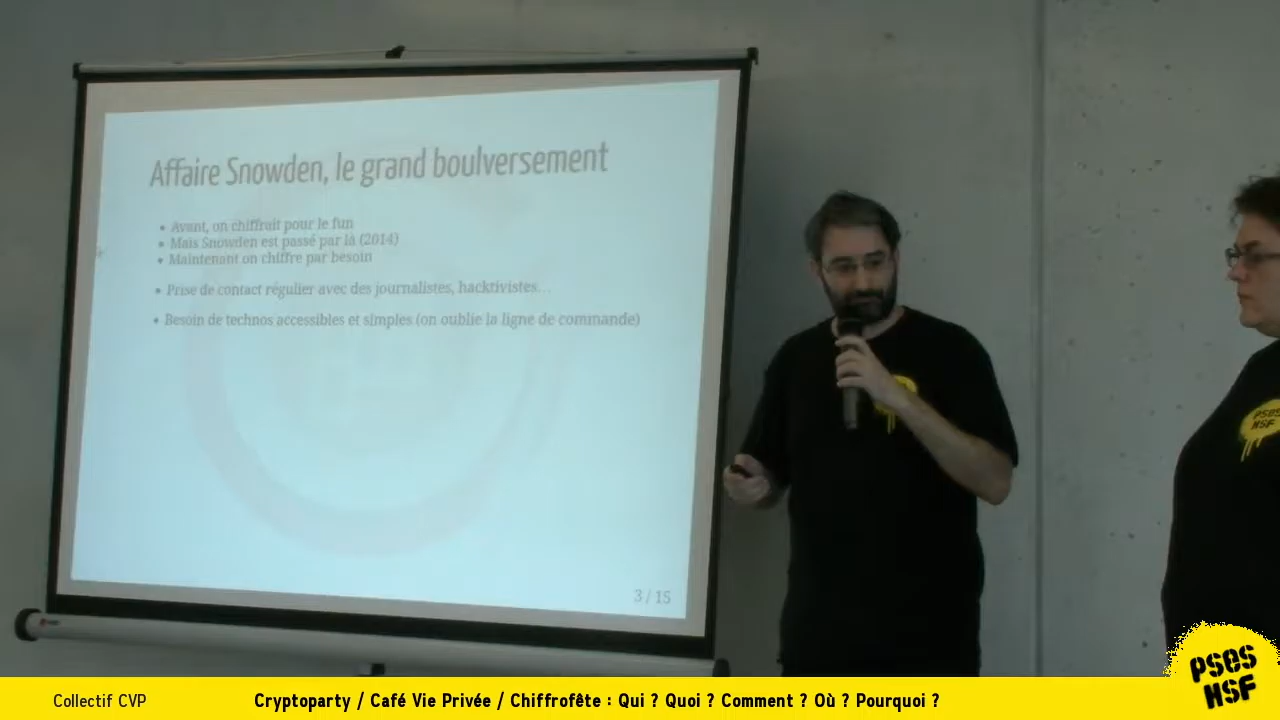 Affaire Snowden, le grand boulversement
• Avant, on chiffrait pour le fun
• Mais Snowden est passé par là (2014)
• Maintenant on chiffre par besoin
• Prise de contact régulier avec des journalistes, hacktivistes…
• Besoin de technos accessibles et simples (on oublie la ligne de commande)
3 / 15
PSES
NSF
PSES
NSF
Collectif CVP
Cryptoparty / Café Vie Privée / Chiffrofête : Qui ? Quoi ? Comment ? Où ? Pourquoi ?